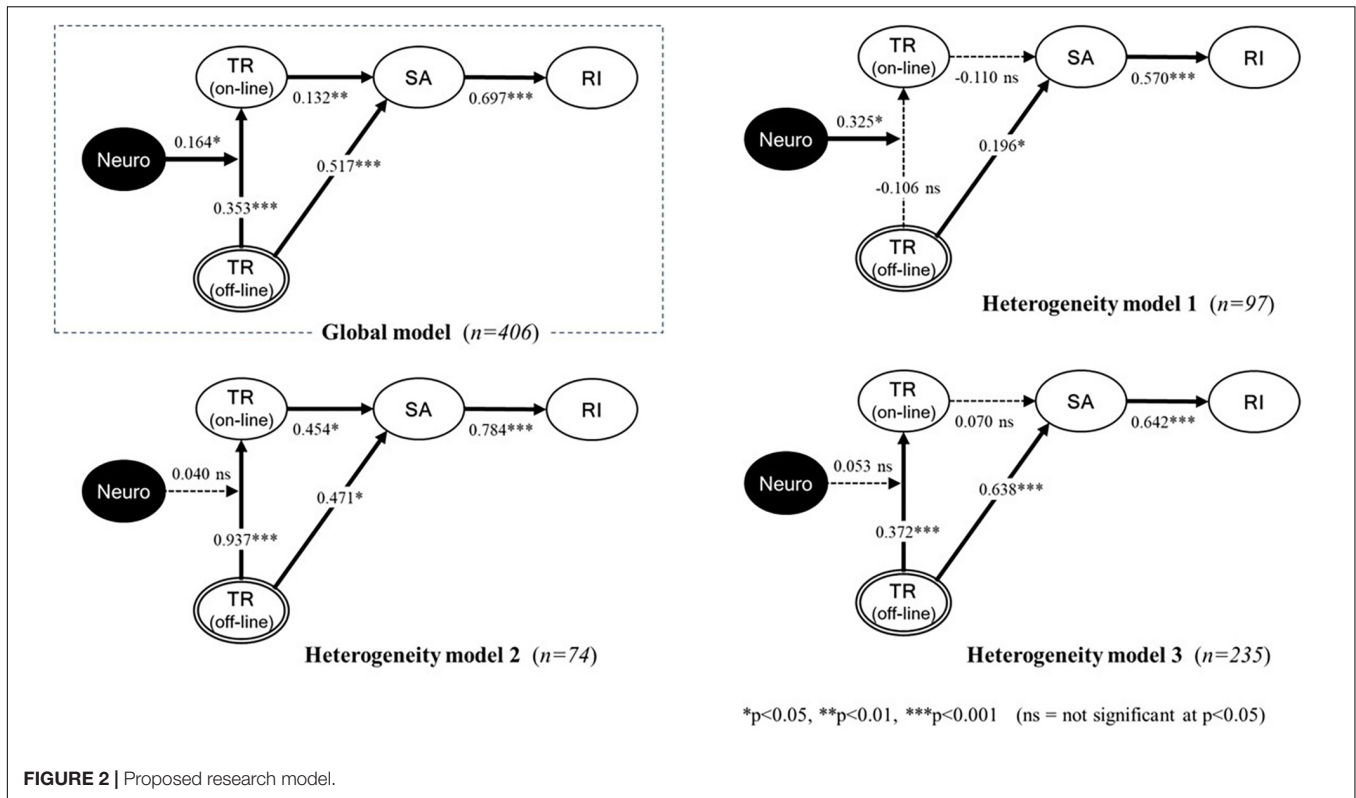 TR
(on-line)
SA
RI
0.132**
0.697***
Neuro
0.164*
0.517***
0.353***
TR
(off-line)
Global model (n=406)
TR
(on-line)
SA
RI
-0.110 ns
0.570***
Neuro
0.325*
0.196*
-0.106 ns
TR
(off-line)
Heterogeneity model 1 (n=97)
TR
(on-line)
SA
RI
0.454*
0.784***
Neuro
0.040 ns
0.471*
0.937***
TR
(off-line)
Heterogeneity model 2 (n=74)
TR
(on-line)
SA
RI
0.070 ns
0.642***
Neuro
0.053 ns
0.638***
0.372***
TR
(off-line)
Heterogeneity model 3 (n=235)
*p<0.05, **p<0.01, ***p<0.001 (ns = not significant at p<0.05)
FIGURE 2 | Proposed research model.